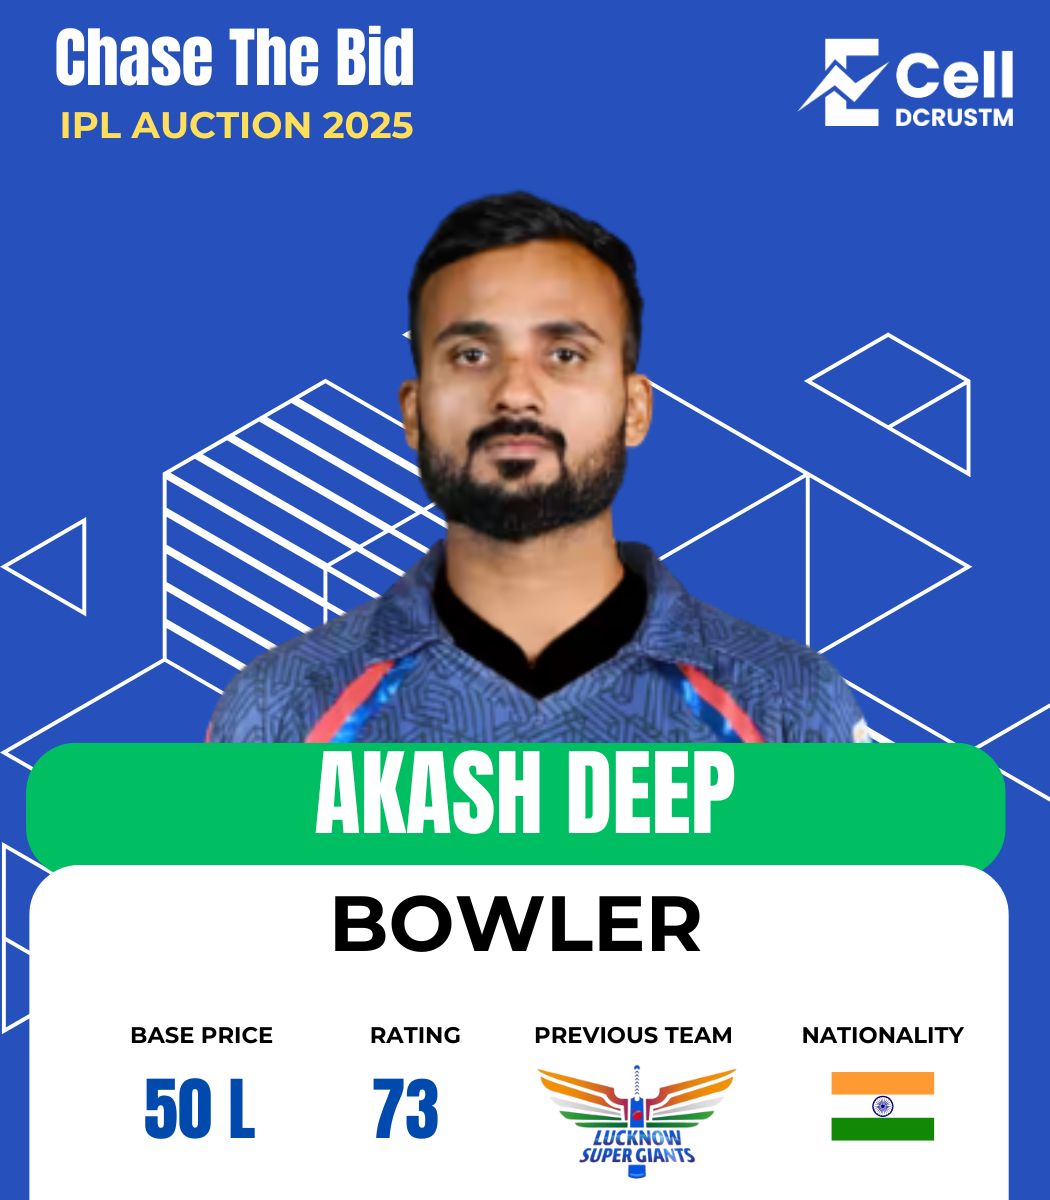 Chase The Bid
IPL AUCTION 2025
Cell
DCRUSTM
AKASH DEEP
BOWLER
BASE PRICE
RATING
PREVIOUS TEAM
NATIONALITY
50 L
73
LUCKNOW
SUPER GIANTS